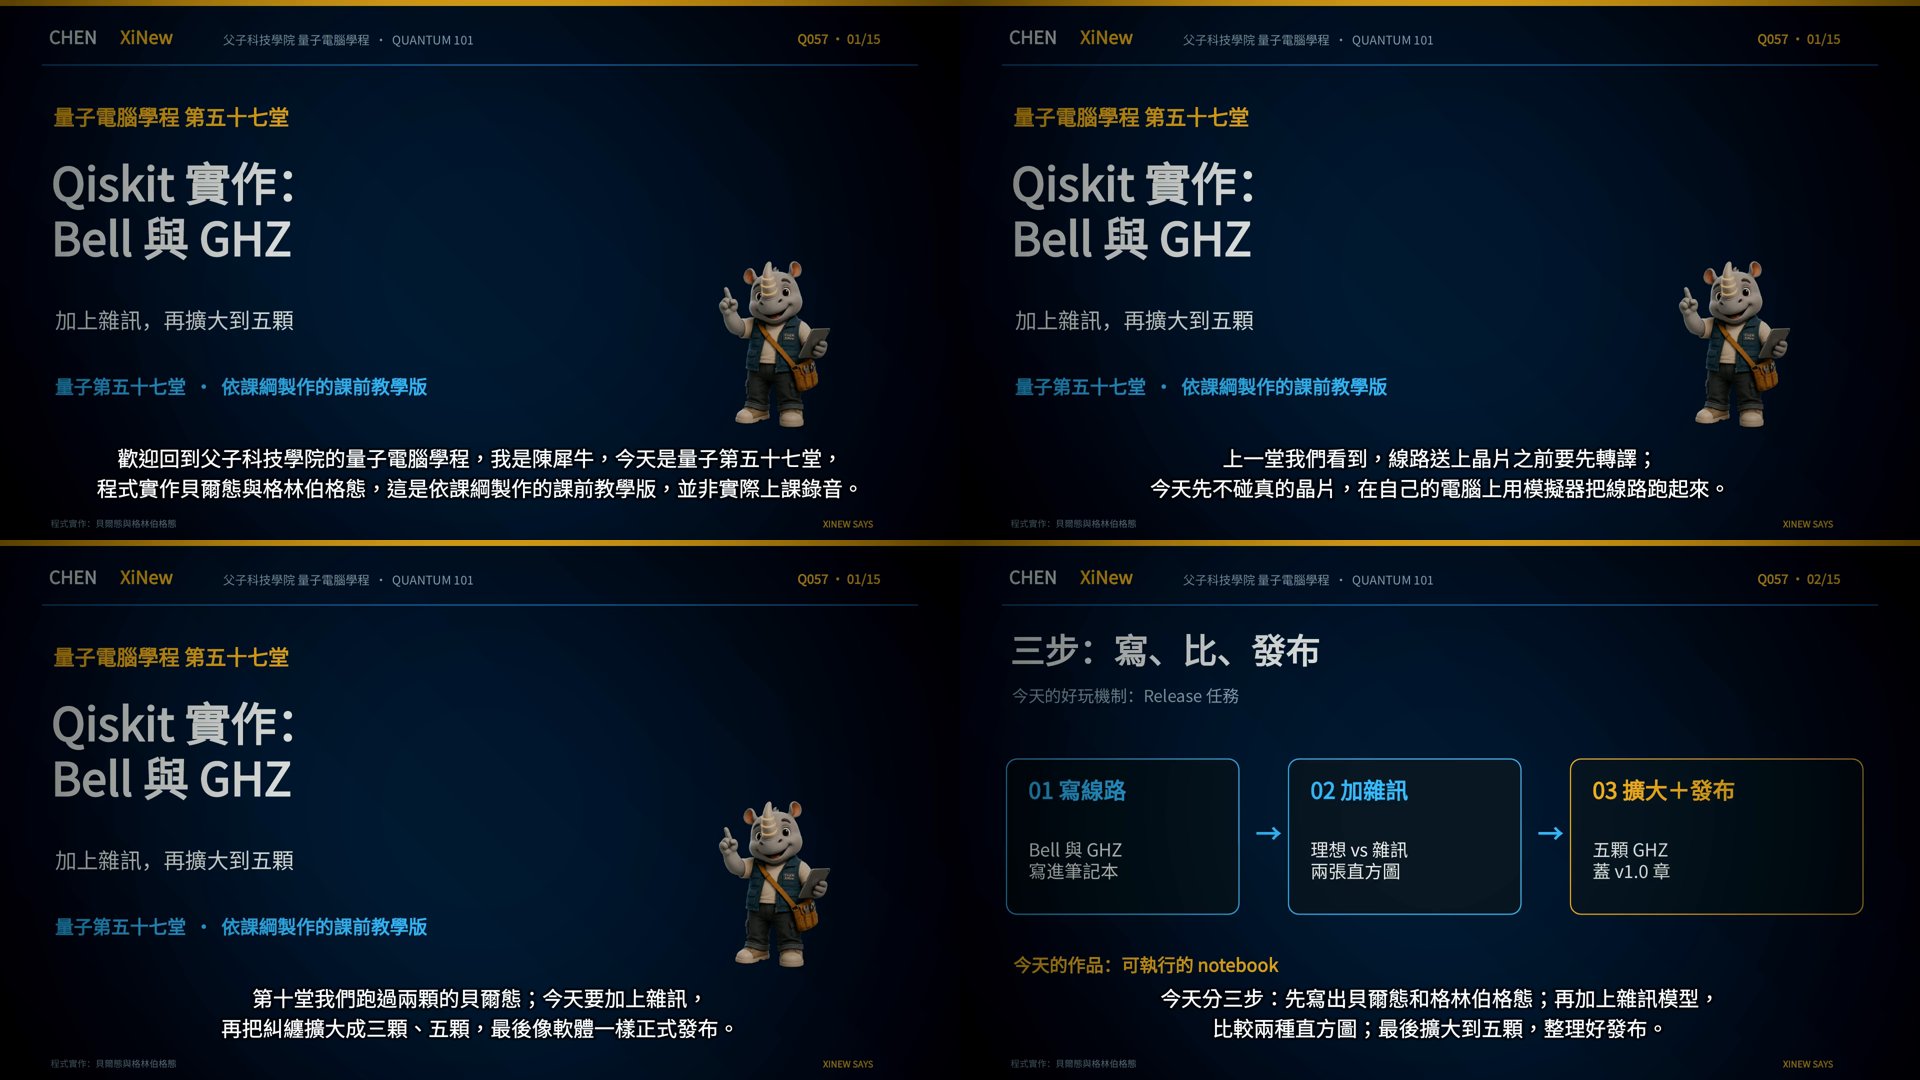 CHEN XiNew 父子科技學院 量子電腦學程 · QUANTUM 101 Q057 · 01/15
量子電腦學程 第五十七堂
Qiskit 實作：
Bell 與 GHZ
加上雜訊，再擴大到五顆
量子第五十七堂 · 依課綱製作的課前教學版
歡迎回到父子科技學院的量子電腦學程，我是陳犀牛，今天是量子第五十七堂，
程式實作貝爾態與格林伯格態，這是依課綱製作的課前教學版，並非實際上課錄音。
程式實作：貝爾態與格林伯格態 XINEW SAYS
CHEN XiNew 父子科技學院 量子電腦學程 · QUANTUM 101 Q057 · 01/15
量子電腦學程 第五十七堂
Qiskit 實作：
Bell 與 GHZ
加上雜訊，再擴大到五顆
量子第五十七堂 · 依課綱製作的課前教學版
上一堂我們看到，線路送上晶片之前要先轉譯；
今天先不碰真的晶片，在自己的電腦上用模擬器把線路跑起來。
程式實作：貝爾態與格林伯格態 XINEW SAYS
CHEN XiNew 父子科技學院 量子電腦學程 · QUANTUM 101 Q057 · 01/15
量子電腦學程 第五十七堂
Qiskit 實作：
Bell 與 GHZ
加上雜訊，再擴大到五顆
量子第五十七堂 · 依課綱製作的課前教學版
第十堂我們跑過兩顆的貝爾態；今天要加上雜訊，
再把糾纏擴大成三顆、五顆，最後像軟體一樣正式發布。
程式實作：貝爾態與格林伯格態 XINEW SAYS
CHEN XiNew 父子科技學院 量子電腦學程 · QUANTUM 101 Q057 · 02/15
三步：寫、比、發布
今天的好玩機制：Release 任務
01 寫線路
Bell 與 GHZ
寫進筆記本
→
02 加雜訊
理想 vs 雜訊
兩張直方圖
→
03 擴大＋發布
五顆 GHZ
蓋 v1.0 章
今天的作品：可執行的 notebook
今天分三步：先寫出貝爾態和格林伯格態；再加上雜訊模型，
比較兩種直方圖；最後擴大到五顆，整理好發布。
程式實作：貝爾態與格林伯格態 XINEW SAYS